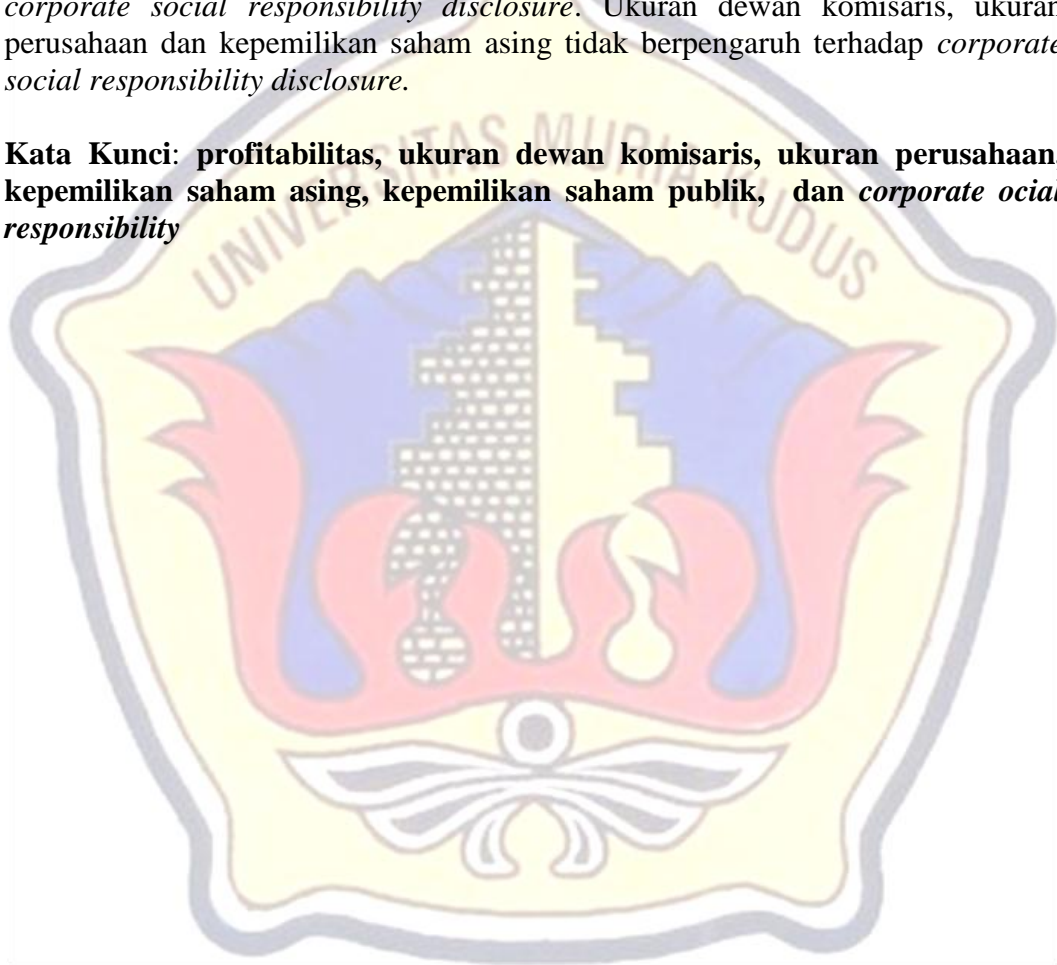 corporate social responsibility disclosure. Ukuran dewan komisaris, ukuran
perusahaan dan kepemilikan saham asing tidak berpengaruh terhadap corporate
social responsibility disclosure.
Kata Kunci: profitabilitas, ukuran dewan komisaris, ukuran perusahaan,
kepemilikan saham asing, kepemilikan saham publik, dan corporate ocial
responsibility
UNIVERSITAS MURIA KUDUS